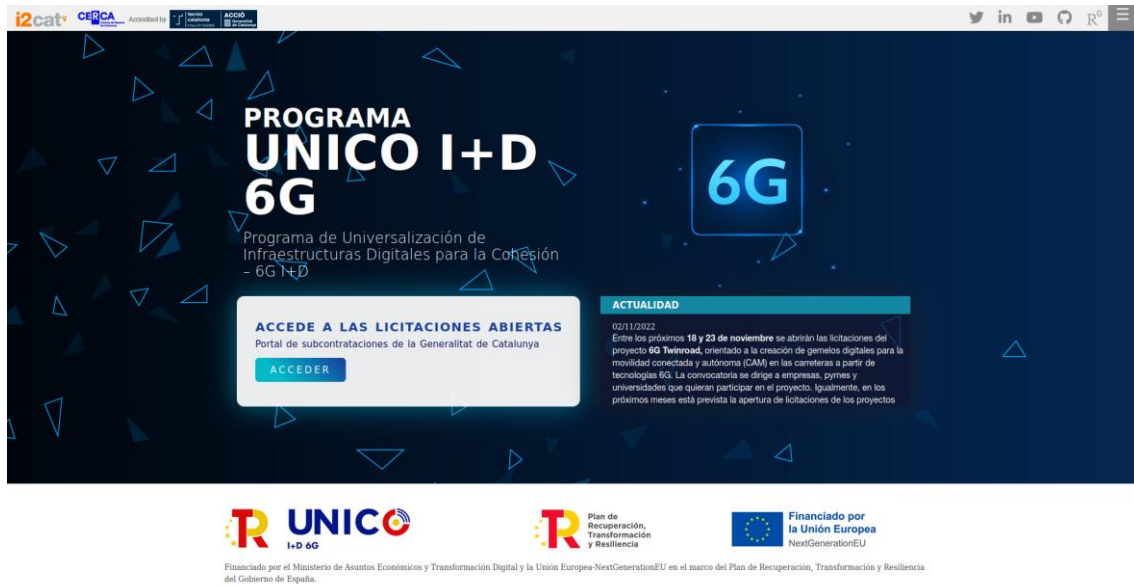 i2cat
CERCA
Accredited by
tecnio
catalonia
ACCIÓ
Generalitat
de Catalunya
in
R^G
PROGRAMA
UNICO I+D
6G
6G
Programa de Universalización de
Infraestructuras Digitales para la Cohesión
– 6G I+D
ACCEDE A LAS LICITACIONES ABIERTAS
Portal de subcontrataciones de la Generalitat de Catalunya
ACCEDER
ACTUALIDAD
02/11/2022
Entre los próximos 18 y 23 de noviembre se abrirán las licitaciones del
proyecto 6G Twinroad, orientado a la creación de gemelos digitales para la
movilidad conectada y autónoma (CAM) en las carreteras a partir de
tecnologías 6G. La convocatoria se dirige a empresas, pymes y
universidades que quieran participar en el proyecto. Igualmente, en los
próximos meses está prevista la apertura de licitaciones de los proyectos
R UNICO
I+D 6G
R Plan de
Recuperación,
Transformación
y Resiliencia
Financiado por
la Unión Europea
NextGenerationEU
Financiado por el Ministerio de Asuntos Económicos y Transformación Digital y la Unión Europea-NextGenerationEU en el marco del Plan de Recuperación, Transformación y Resiliencia
del Gobierno de España.